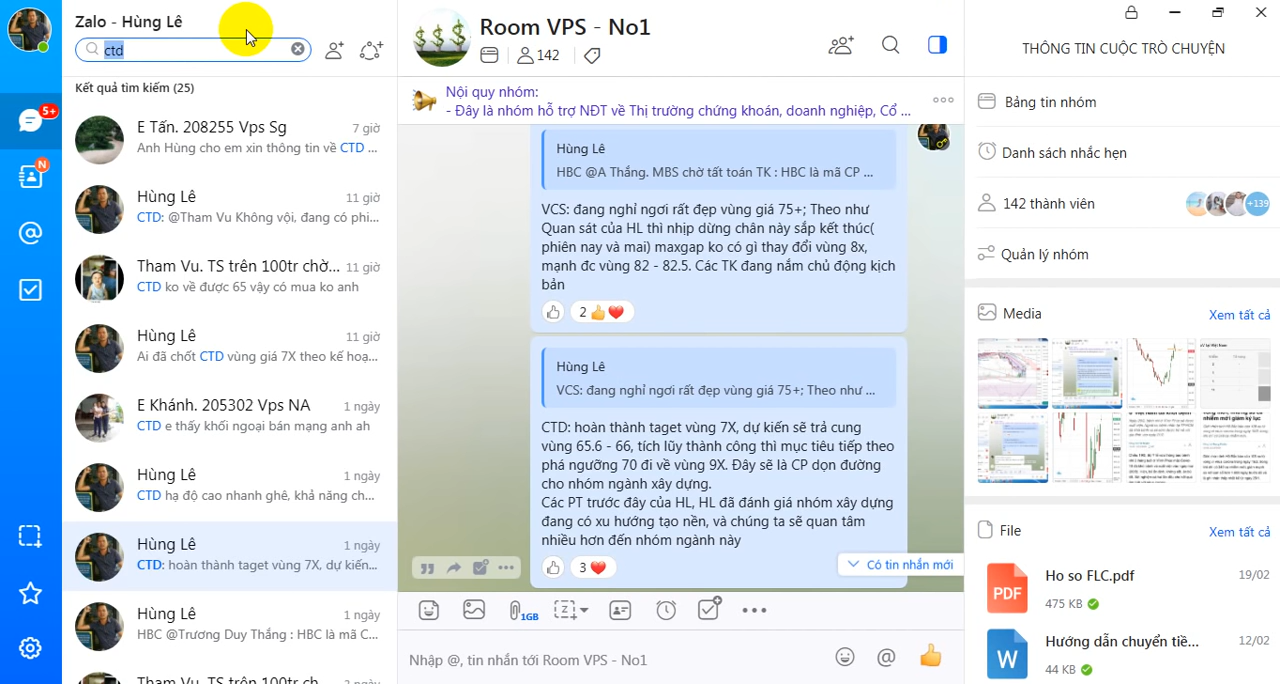 Zalo - Hùng Lê
ctd
Kết quả tìm kiếm (25)
E Tấn. 208255 Vps Sg
7 giờ
Anh Hùng cho em xin thông tin về CTD ...
Hùng Lê
11 giờ
CTD: @Tham Vu Không vội, đang có phi...
Tham Vu. TS trên 100tr chờ...
11 giờ
CTD ko về được 65 vậy có mua ko anh
Hùng Lê
11 giờ
Ai đã chốt CTD vùng giá 7X theo kế hoạ...
E Khánh. 205302 Vps NA
1 ngày
CTD e thấy khối ngoại bán mạng anh ah
Hùng Lê
1 ngày
CTD hạ độ cao nhanh ghê, khả năng ch...
Hùng Lê
1 ngày
CTD: hoàn thành taget vùng 7X, dự kiến...
Hùng Lê
1 ngày
HBC @Trương Duy Thắng : HBC là mã C...
5+
N
Room VPS - No1
142
Nội quy nhóm:
- Đây là nhóm hỗ trợ NĐT về Thị trường chứng khoán, doanh nghiệp, Cổ ...
Hùng Lê
HBC @A Thắng. MBS chờ tất toán TK : HBC là mã CP ...
VCS: đang nghỉ ngơi rất đẹp vùng giá 75+; Theo như
Quan sát của HL thì nhịp dừng chân này sắp kết thúc(
phiên nay và mai) maxgap ko có gì thay đổi vùng 8x,
mạnh đc vùng 82 - 82.5. Các TK đang nắm chủ động kịch
bản
2
Hùng Lê
VCS: đang nghỉ ngơi rất đẹp vùng giá 75+; Theo như ...
CTD: hoàn thành taget vùng 7X, dự kiến sẽ trả cung
vùng 65.6 - 66, tích lũy thành công thì mục tiêu tiếp theo
phá ngưỡng 70 đi về vùng 9X. Đây sẽ là CP dọn đường
cho nhóm ngành xây dựng.
Các PT trước đây của HL, HL đã đánh giá nhóm xây dựng
đang có xu hướng tạo nền, và chúng ta sẽ quan tâm
nhiều hơn đến nhóm ngành này
3
Có tin nhắn mới
1GB
Nhập @, tin nhắn tới Room VPS - No1
THÔNG TIN CUỘC TRÒ CHUYỆN
Bảng tin nhóm
Danh sách nhắc hẹn
142 thành viên
+139
Quản lý nhóm
Media
Xem tất cả
File
Xem tất cả
PDF
Ho so FLC.pdf
19/02
475 KB
W
Hướng dẫn chuyển tiề...
12/02
44 KB